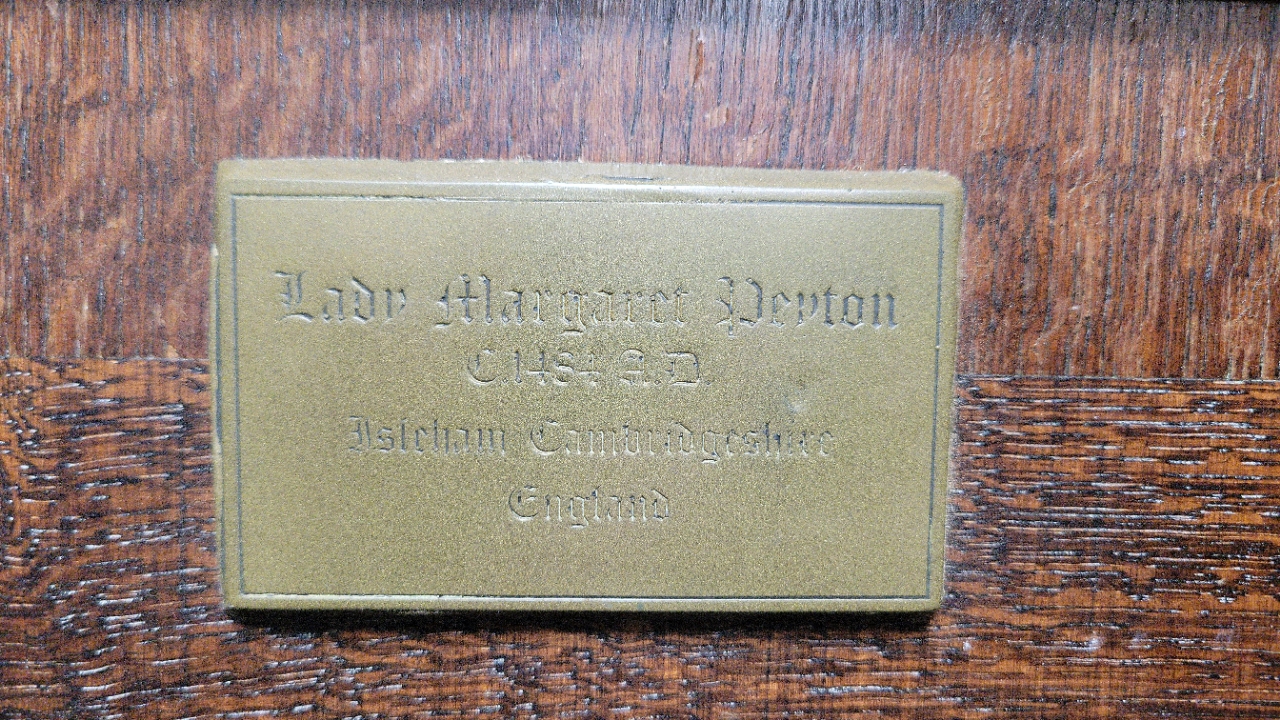 Lady Margaret Peyton
C.1484 A.D.
Isleham Cambridgeshire
England